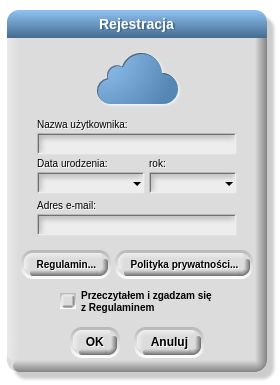 Rejestracja
Nazwa użytkownika:
Data urodzenia: rok:
Adres e-mail:
Regulamin... Polityka prywatności...
Przeczytałem i zgadzam się
z Regulaminem
OK Anuluj